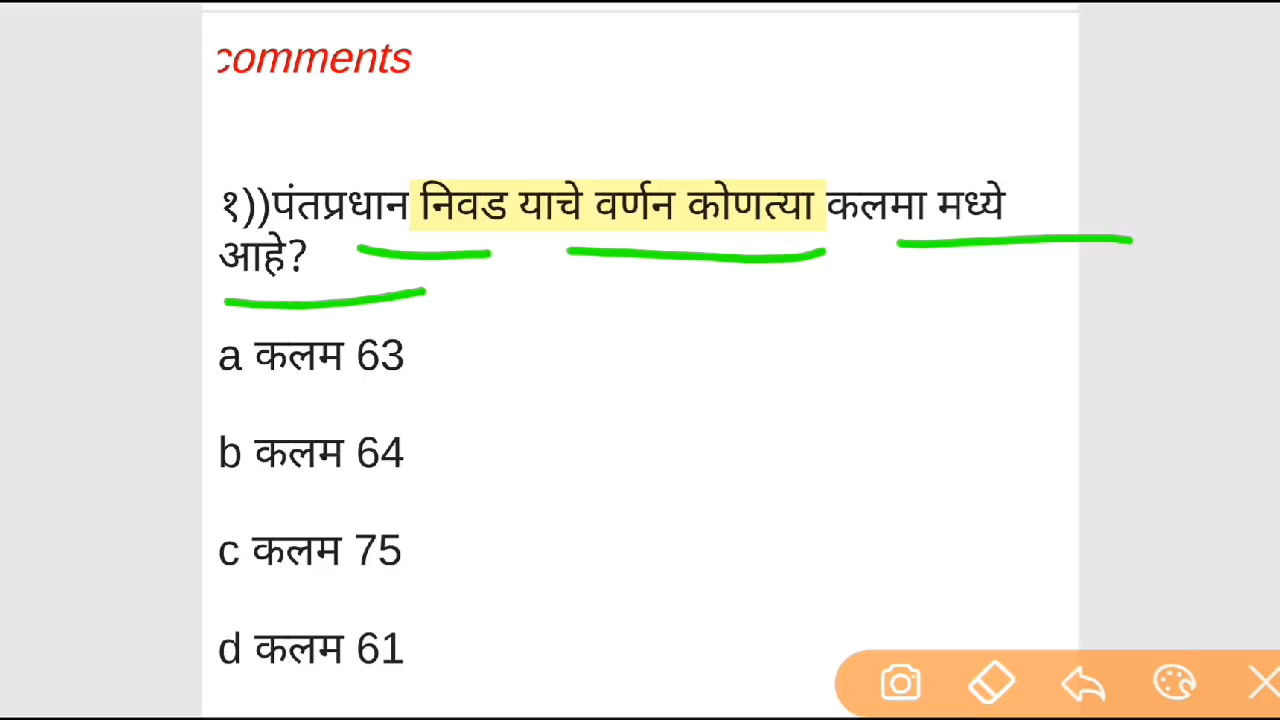 comments
१))पंतप्रधान निवड याचे वर्णन कोणत्या कलमा मध्ये
आहे?
a कलम 63
b कलम 64
c कलम 75
d कलम 61